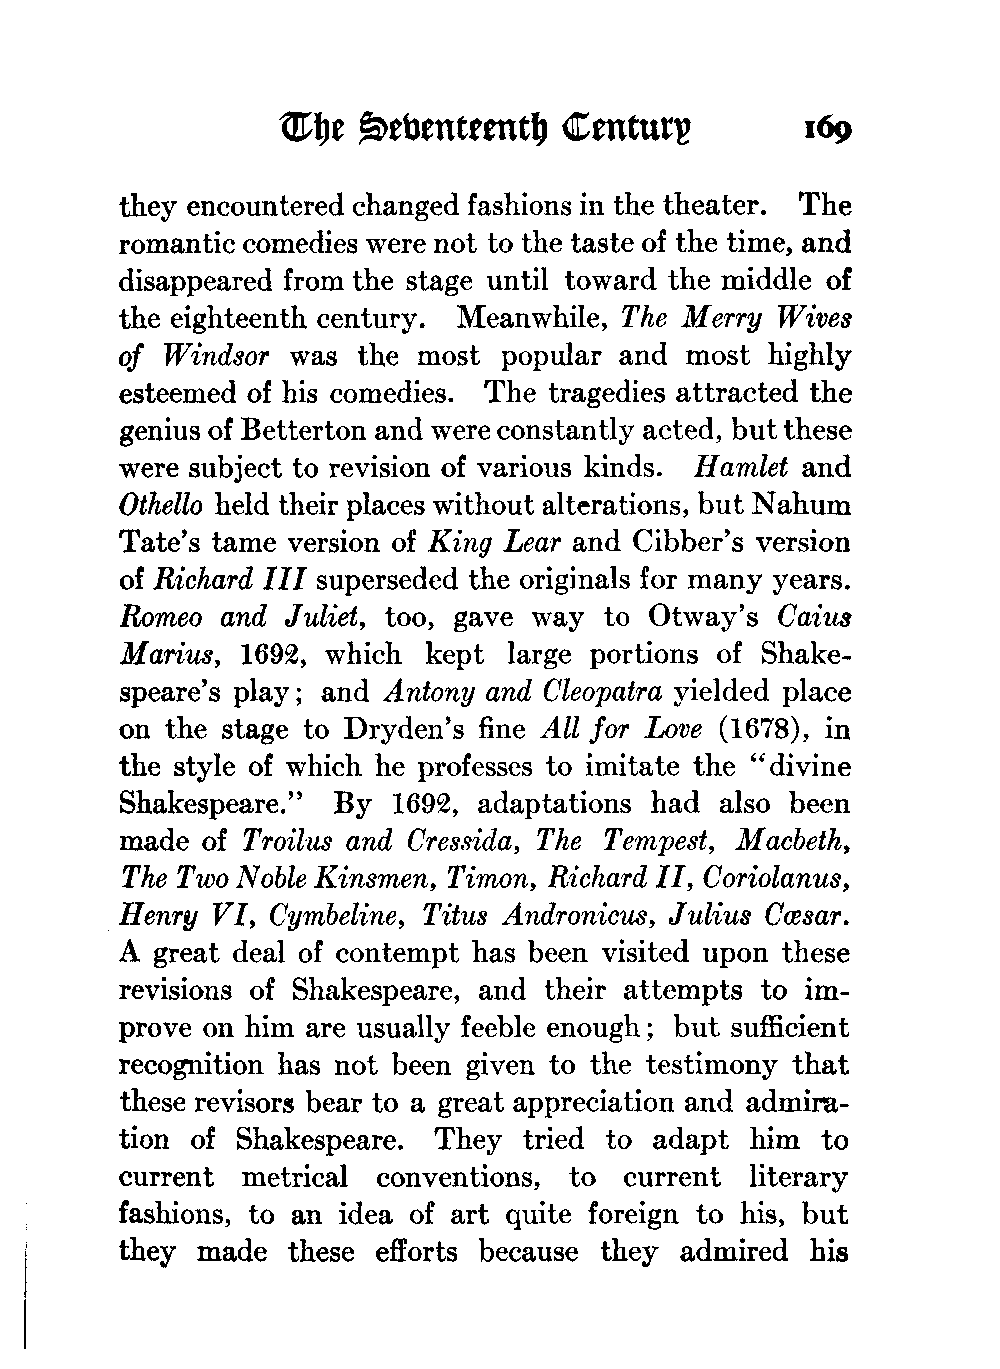 The Seventeenth Century 169
they encountered changed fashions in the theater. The
romantic comedies were not to the taste of the time, and
disappeared from the stage until toward the middle of
the eighteenth century. Meanwhile, The Merry Wives
of Windsor was the most popular and most highly
esteemed of his comedies. The tragedies attracted the
genius of Betterton and were constantly acted, but these
were subject to revision of various kinds. Hamlet and
Othello held their places without alterations, but Nahum
Tate's tame version of King Lear and Cibber's version
of Richard III superseded the originals for many years.
Romeo and Juliet, too, gave way to Otway's Caius
Marius, 1692, which kept large portions of Shake-
speare's play; and Antony and Cleopatra yielded place
on the stage to Dryden's fine All for Love (1678), in
the style of which he professes to imitate the "divine
Shakespeare." By 1692, adaptations had also been
made of Troilus and Cressida, The Tempest, Macbeth,
The Two Noble Kinsmen, Timon, Richard II, Coriolanus,
Henry VI, Cymbeline, Titus Andronicus, Julius Cæsar.
A great deal of contempt has been visited upon these
revisions of Shakespeare, and their attempts to im-
prove on him are usually feeble enough; but sufficient
recognition has not been given to the testimony that
these revisors bear to a great appreciation and admira-
tion of Shakespeare. They tried to adapt him to
current metrical conventions, to current literary
fashions, to an idea of art quite foreign to his, but
they made these efforts because they admired his